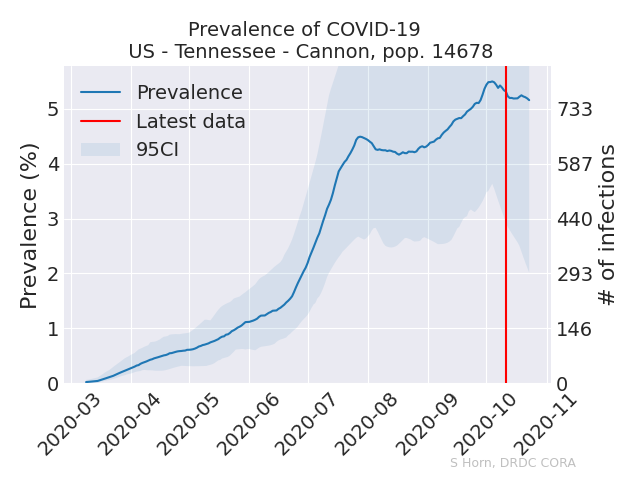 Prevalence of COVID-19
US - Tennessee - Cannon, pop. 14678
Prevalence
Latest data
95CI
Prevalence (%)
5
4
3
2
1
0
733
587
440
293
146
0
# of infections
2020-03
2020-04
2020-05
2020-06
2020-07
2020-08
2020-09
2020-10
2020-11
S Horn, DRDC CORA